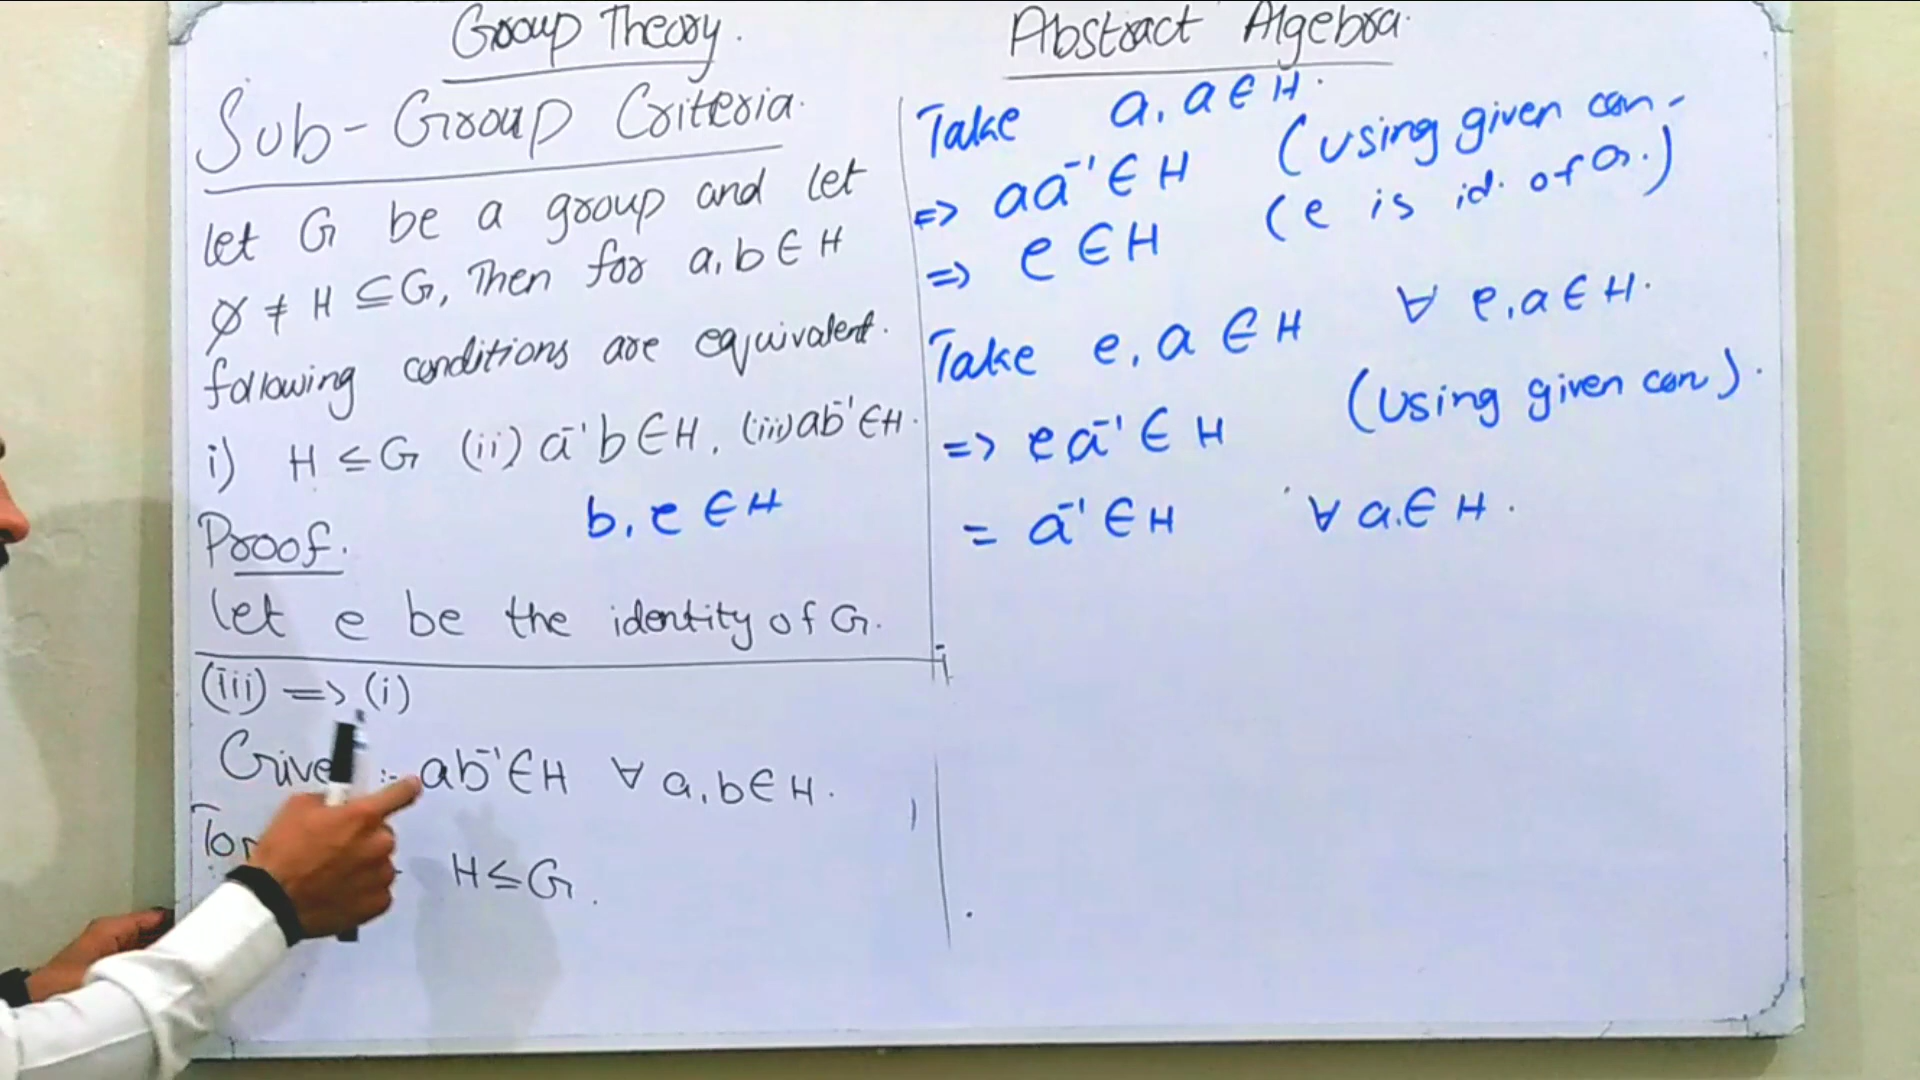 Group Theory.
Sub-Group Criteria.
Let G be a group and let
∅ ≠ H ⊆ G, Then for a, b ∈ H
following conditions are equivalent.
i) H ≤ G (ii) a⁻¹b ∈ H, (iii) ab⁻¹ ∈ H.
b, e ∈ H
Proof.
Let e be the identity of G.
(iii) => (i)
:- ab⁻¹ ∈ H ∀ a, b ∈ H.
H ≤ G.
Abstract Algebra.
Take a, a ∈ H.
=> aa⁻¹ ∈ H (using given con-
=> e ∈ H (e is id. of G.)
Take e, a ∈ H ∀ e, a ∈ H.
=> ea⁻¹ ∈ H (Using given con).
= a⁻¹ ∈ H ∀ a ∈ H.